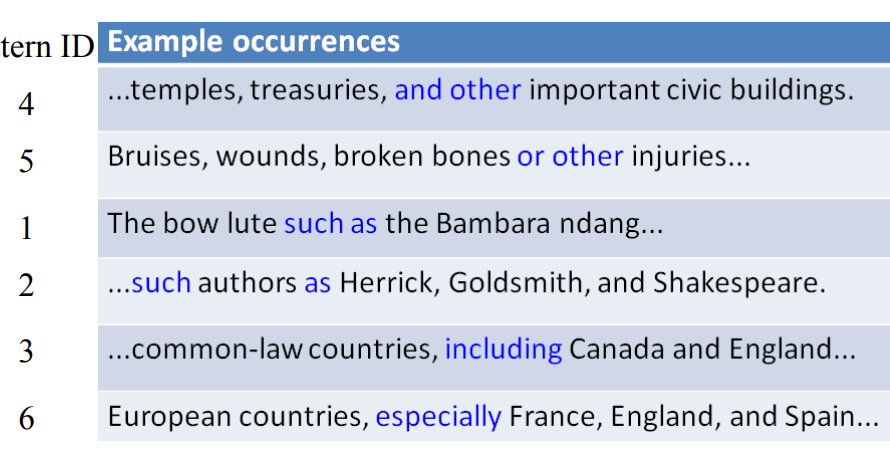 tern ID Example occurrences
4 ...temples, treasuries, and other important civic buildings.
5 Bruises, wounds, broken bones or other injuries...
1 The bow lute such as the Bambara ndang...
2 ...such authors as Herrick, Goldsmith, and Shakespeare.
3 ...common-law countries, including Canada and England...
6 European countries, especially France, England, and Spain...